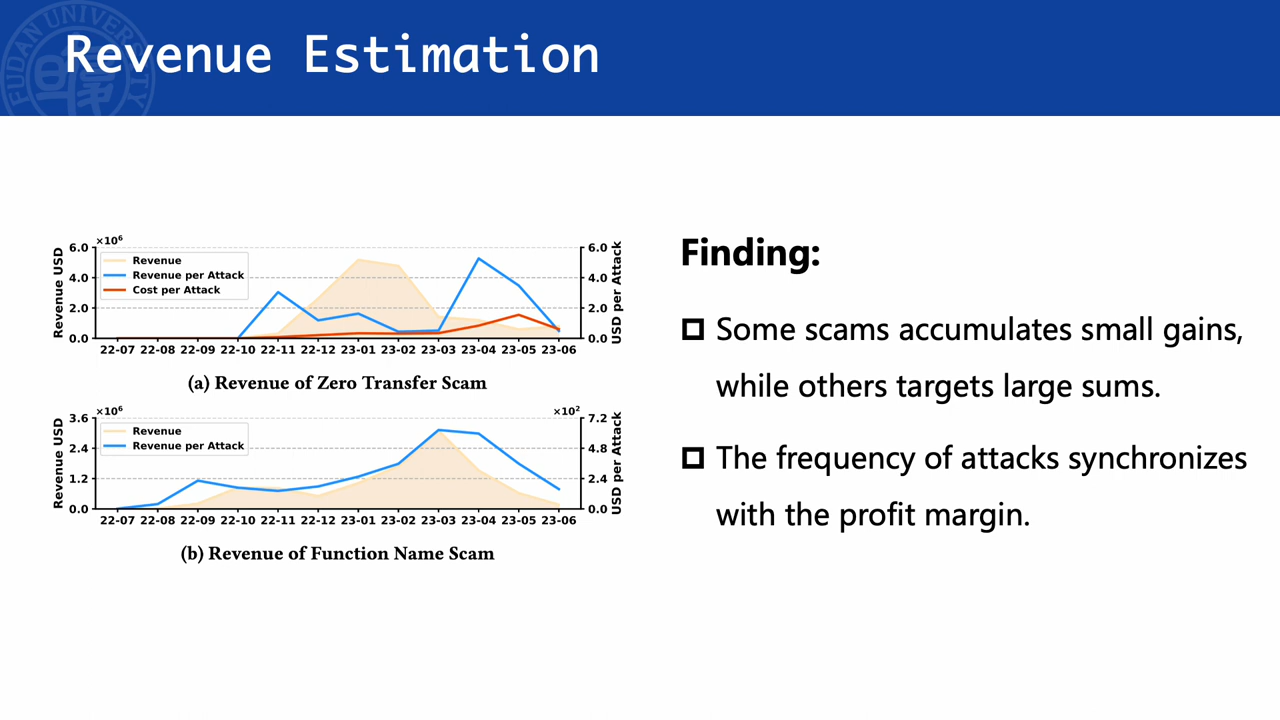 FUDAN UNIVERSITY
Revenue Estimation
×10⁶
6.0
4.0
2.0
0.0
Revenue USD
Revenue
Revenue per Attack
Cost per Attack
6.0
4.0
2.0
0.0
USD per Attack
22-07 22-08 22-09 22-10 22-11 22-12 23-01 23-02 23-03 23-04 23-05 23-06
(a) Revenue of Zero Transfer Scam
×10⁶
3.6
2.4
1.2
0.0
Revenue USD
Revenue
Revenue per Attack
×10²
7.2
4.8
2.4
0.0
USD per Attack
22-07 22-08 22-09 22-10 22-11 22-12 23-01 23-02 23-03 23-04 23-05 23-06
(b) Revenue of Function Name Scam
Finding:
Some scams accumulates small gains,
while others targets large sums.
The frequency of attacks synchronizes
with the profit margin.